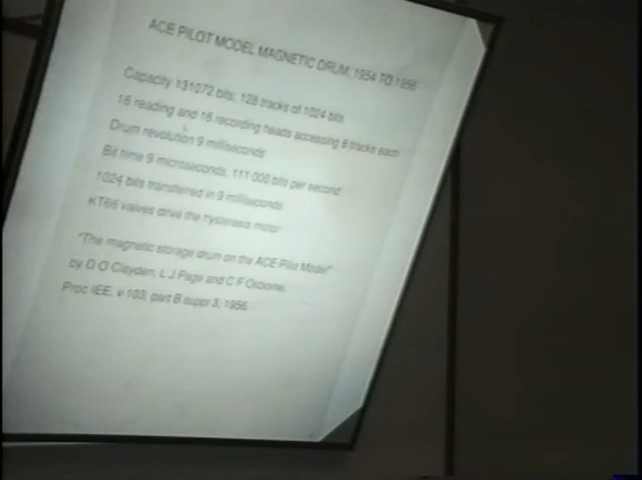 ACE PILOT MODEL MAGNETIC DRUM, 1954 TO 1956
Capacity 131072 bits, 128 tracks of 1024 bits
16 reading and 16 recording heads accessing 8 tracks each
Drum revolution 9 milliseconds
Bit time 9 microseconds, 111 000 bits per second
1024 bits transferred in 9 milliseconds
KT66 valves drive the hysteresis motor
"The magnetic storage drum on the ACE Pilot Model"
by D O Clayden, L J Page and C F Osborne.
Proc IEE, v-103, part B suppl 3, 1956.